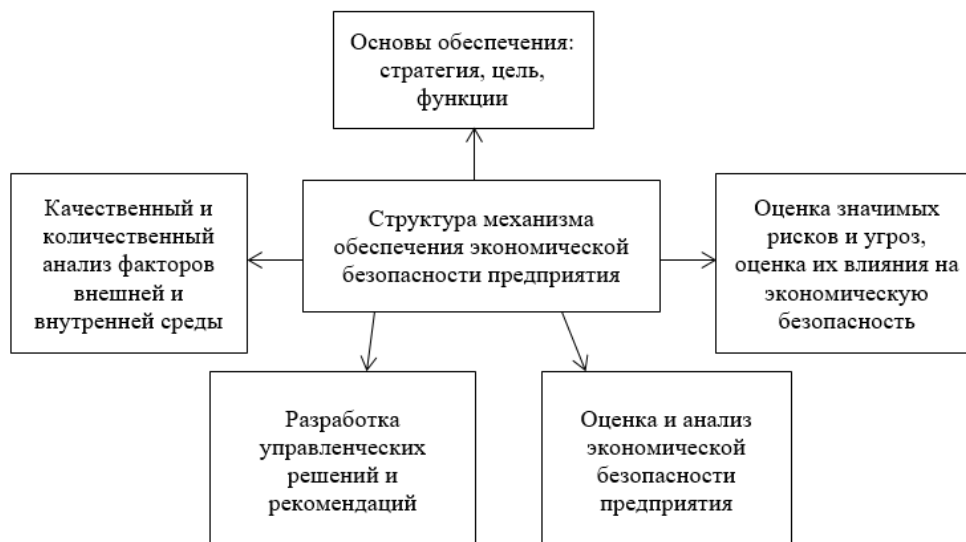 Основы обеспечения:
стратегия, цель,
функции
Качественный и
количественный
анализ факторов
внешней и
внутренней среды
Структура механизма
обеспечения экономической
безопасности предприятия
Оценка значимых
рисков и угроз,
оценка их влияния на
экономическую
безопасность
Разработка
управленческих
решений и
рекомендаций
Оценка и анализ
экономической
безопасности
предприятия